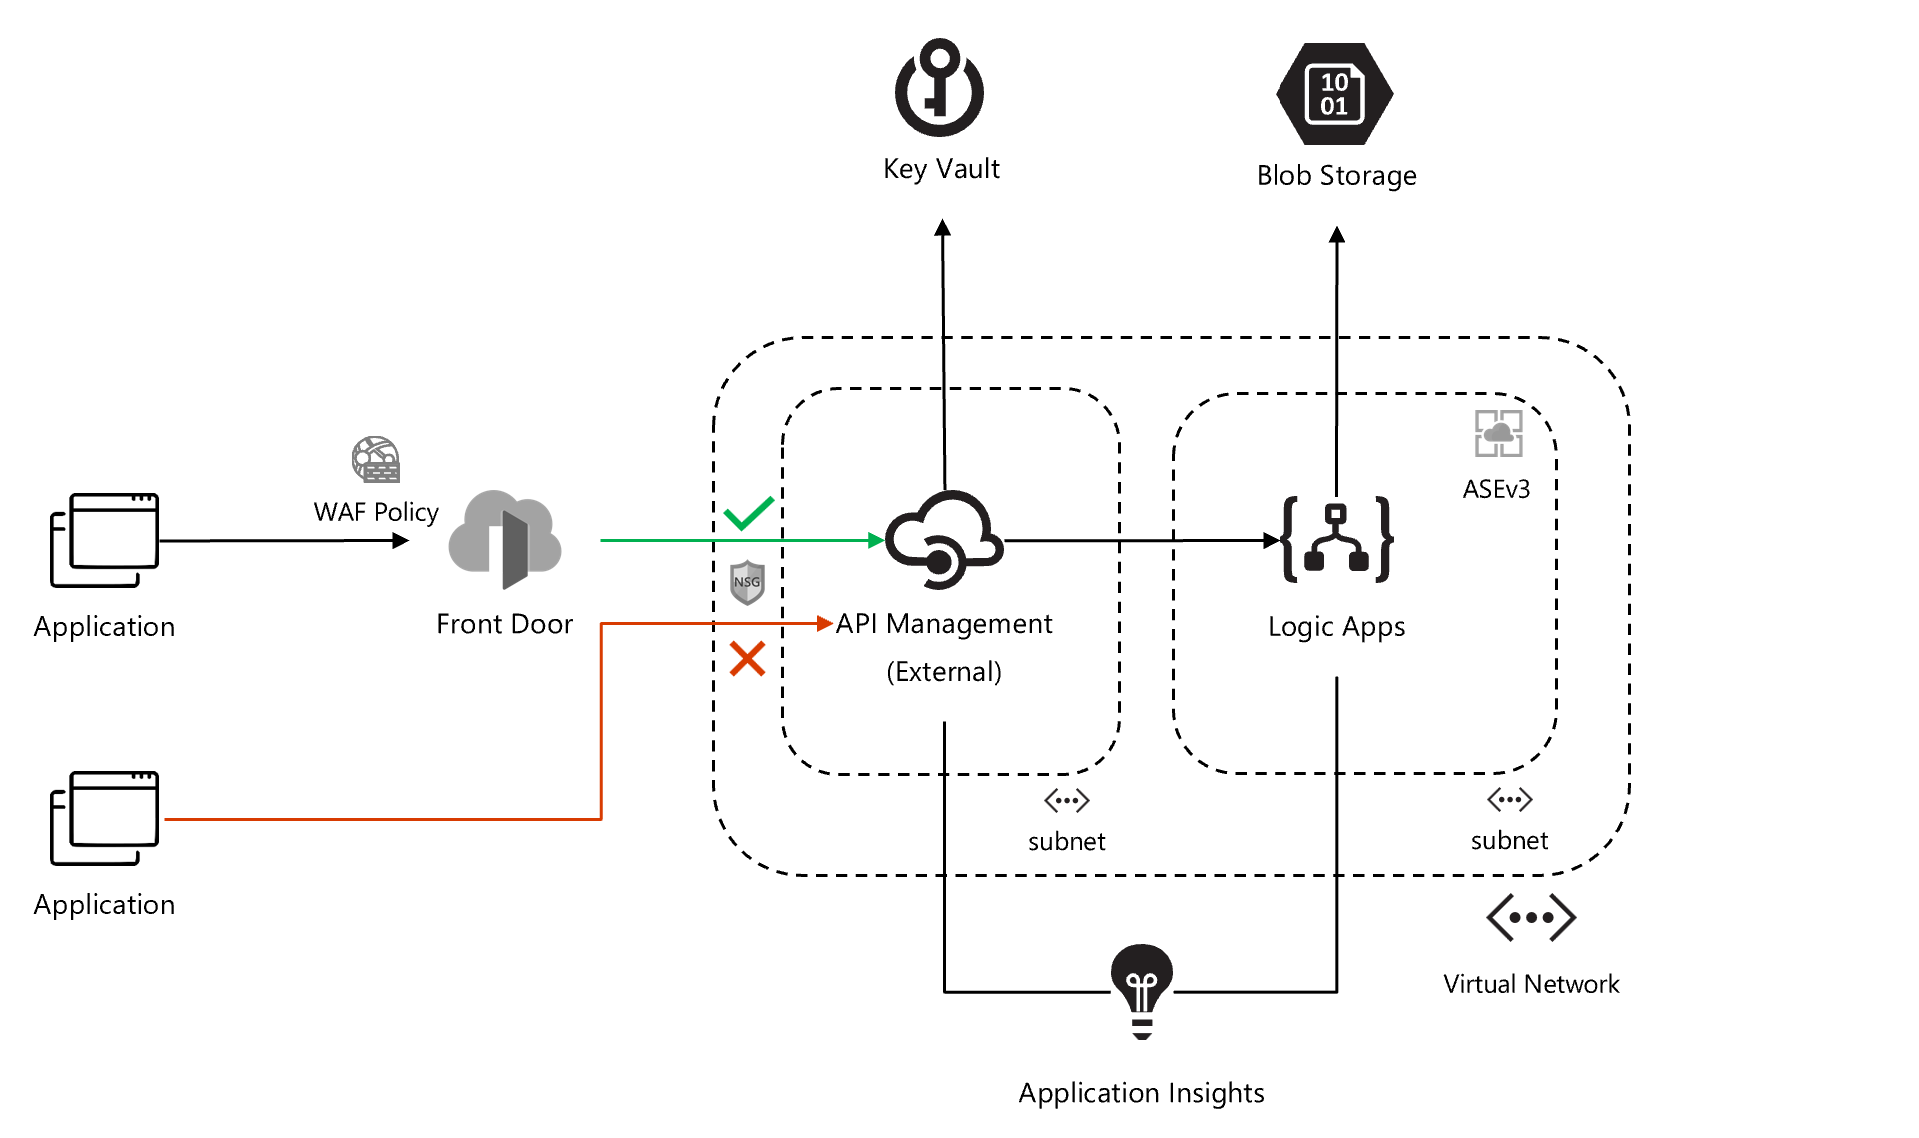 Key Vault
10
01
Blob Storage
ASEv3
WAF Policy
Application
Front Door
NSG
API Management
(External)
Logic Apps
subnet
subnet
Application
Virtual Network
Application Insights